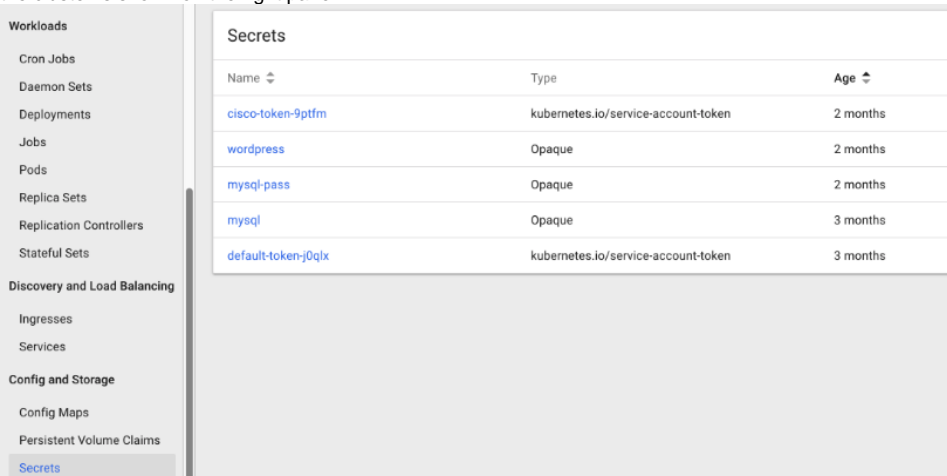 Workloads
Cron Jobs
Daemon Sets
Deployments
Jobs
Pods
Replica Sets
Replication Controllers
Stateful Sets
Discovery and Load Balancing
Ingresses
Services
Config and Storage
Config Maps
Persistent Volume Claims
Secrets
Secrets
Name Type Age
cisco-token-9ptfm kubernetes.io/service-account-token 2 months
wordpress Opaque 2 months
mysql-pass Opaque 2 months
mysql Opaque 3 months
default-token-j0qlx kubernetes.io/service-account-token 3 months